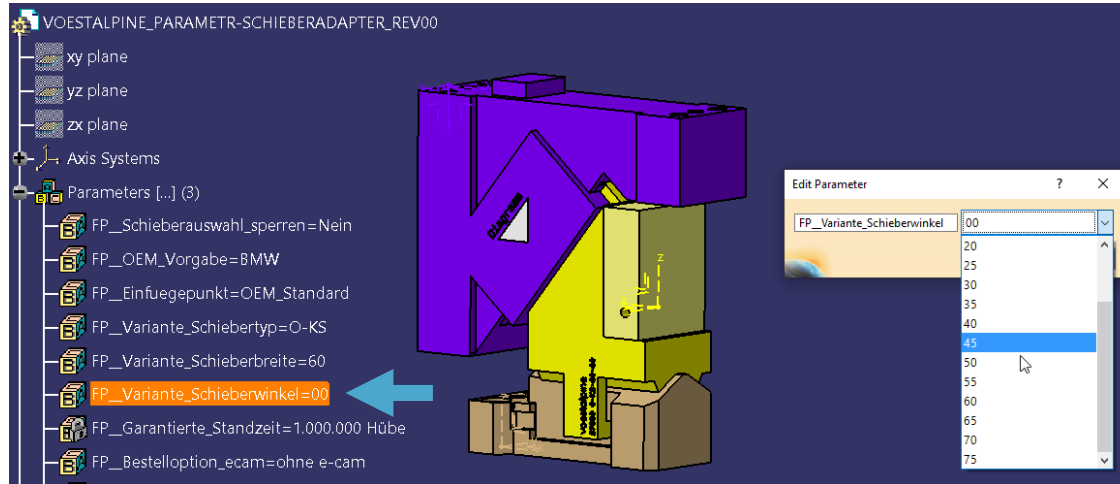 VOESTALPINE_PARAMETR-SCHIEBERADAPTER_REV00
xy plane
yz plane
zx plane
Axis Systems
Parameters [...] (3)
FP__Schieberauswahl_sperren=Nein
FP__OEM_Vorgabe=BMW
FP__Einfuegepunkt=OEM_Standard
FP__Variante_Schiebertyp=O-KS
FP__Variante_Schieberbreite=60
FP__Variante_Schieberwinkel=00
FP__Garantierte_Standzeit=1.000.000 Hübe
FP__Bestelloption_ecam=ohne e-cam
voestalpine
z
Edit Parameter
?
FP__Variante_Schieberwinkel
00
20
25
30
35
40
45
50
55
60
65
70
75